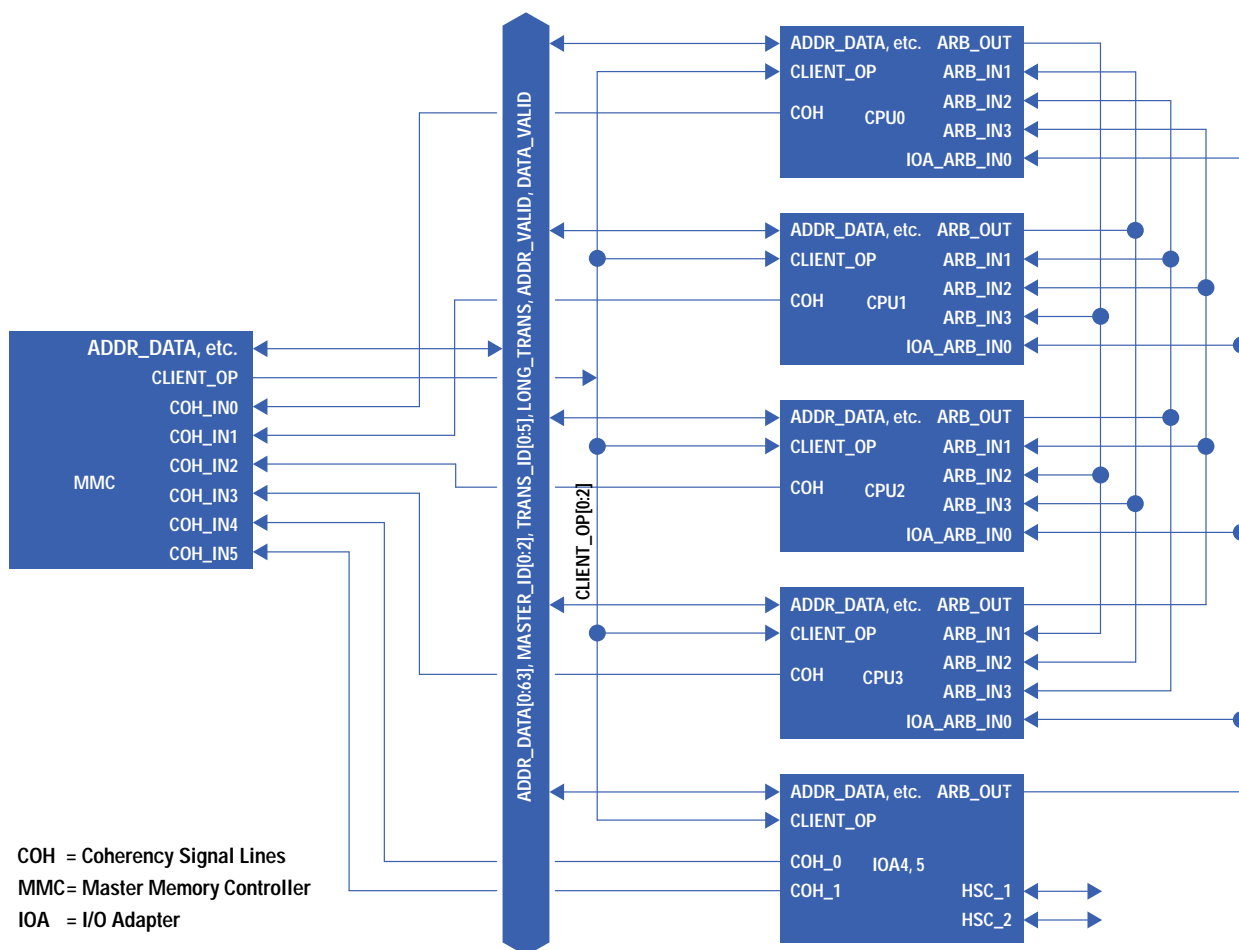 ADDR_DATA, etc.
CLIENT_OP
COH_IN0
COH_IN1
COH_IN2
COH_IN3
COH_IN4
COH_IN5
MMC
ADDR_DATA[0:63], MASTER_ID[0:2], TRANS_ID[0:5], LONG_TRANS, ADDR_VALID, DATA_VALID
CLIENT_OP[0:2]
ADDR_DATA, etc. ARB_OUT
CLIENT_OP ARB_IN1
ARB_IN2
COH CPU0
ARB_IN3
IOA_ARB_IN0
ADDR_DATA, etc. ARB_OUT
CLIENT_OP ARB_IN1
ARB_IN2
COH CPU1
ARB_IN3
IOA_ARB_IN0
ADDR_DATA, etc. ARB_OUT
CLIENT_OP ARB_IN1
ARB_IN2
COH CPU2
ARB_IN3
IOA_ARB_IN0
ADDR_DATA, etc. ARB_OUT
CLIENT_OP ARB_IN1
ARB_IN2
COH CPU3
ARB_IN3
IOA_ARB_IN0
ADDR_DATA, etc. ARB_OUT
CLIENT_OP
COH_0 IOA4, 5
COH_1 HSC_1
HSC_2
COH = Coherency Signal Lines
MMC= Master Memory Controller
IOA = I/O Adapter